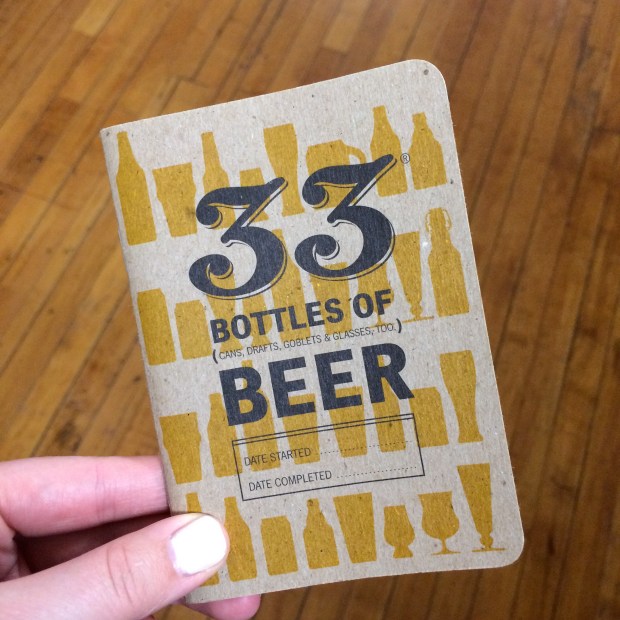 33®
BOTTLES OF
(CANS, DRAFTS, GOBLETS & GLASSES, TOO.)
BEER
DATE STARTED ....................
DATE COMPLETED ....................